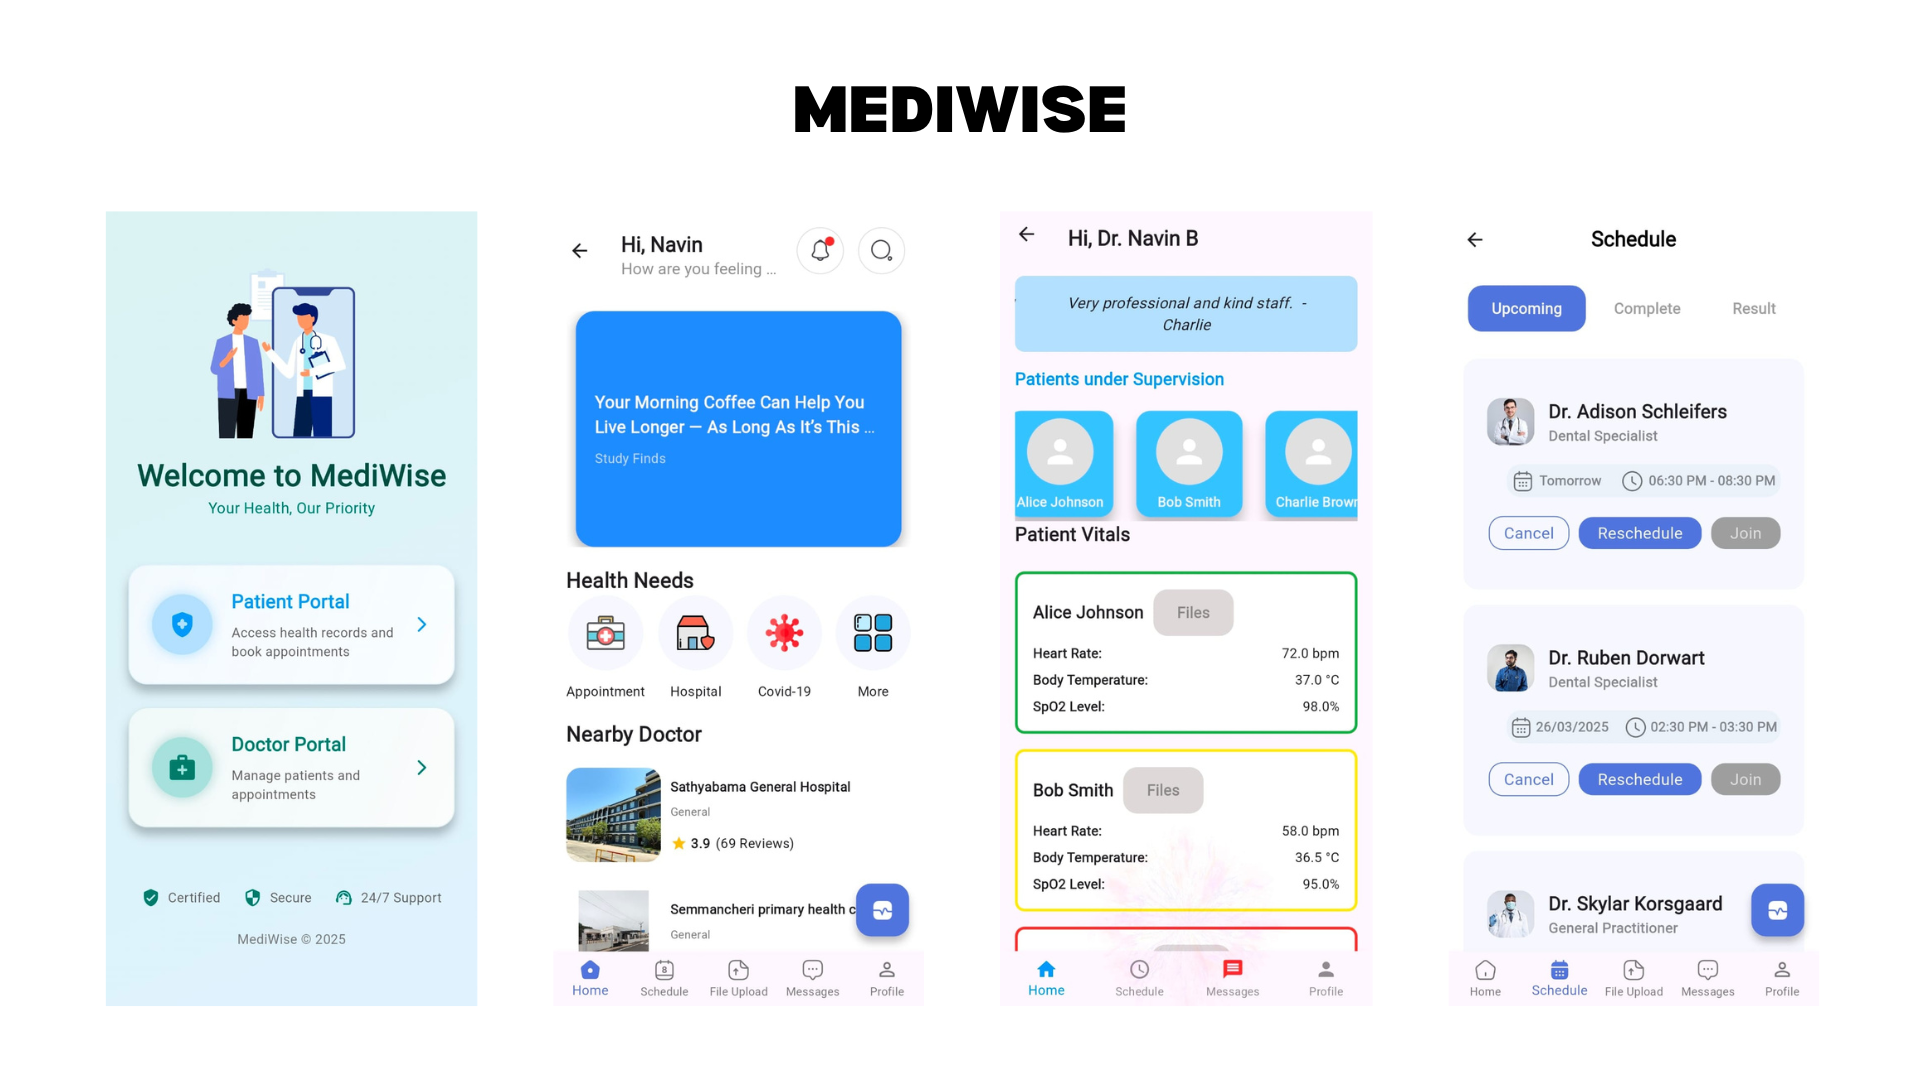 MEDIWISE
Welcome to MediWise
Your Health, Our Priority
Patient Portal
Access health records and
book appointments
Doctor Portal
Manage patients and
appointments
Certified
Secure
24/7 Support
MediWise © 2025
Hi, Navin
How are you feeling ...
Your Morning Coffee Can Help You
Live Longer — As Long As It’s This ...
Study Finds
Health Needs
Appointment
Hospital
Covid-19
More
Nearby Doctor
Sathyabama General Hospital
General
3.9 (69 Reviews)
Semmancheri primary health c
General
Home
8
Schedule
File Upload
Messages
Profile
Hi, Dr. Navin B
Very professional and kind staff. -
Charlie
Patients under Supervision
Alice Johnson
Bob Smith
Charlie Brown
Patient Vitals
Alice Johnson
Files
Heart Rate: 72.0 bpm
Body Temperature: 37.0 °C
SpO2 Level: 98.0%
Bob Smith
Files
Heart Rate: 58.0 bpm
Body Temperature: 36.5 °C
SpO2 Level: 95.0%
Home
Schedule
Messages
Profile
Schedule
Upcoming
Complete
Result
Dr. Adison Schleifers
Dental Specialist
Tomorrow
06:30 PM - 08:30 PM
Cancel
Reschedule
Join
Dr. Ruben Dorwart
Dental Specialist
26/03/2025
02:30 PM - 03:30 PM
Cancel
Reschedule
Join
Dr. Skylar Korsgaard
General Practitioner
Home
Schedule
File Upload
Messages
Profile